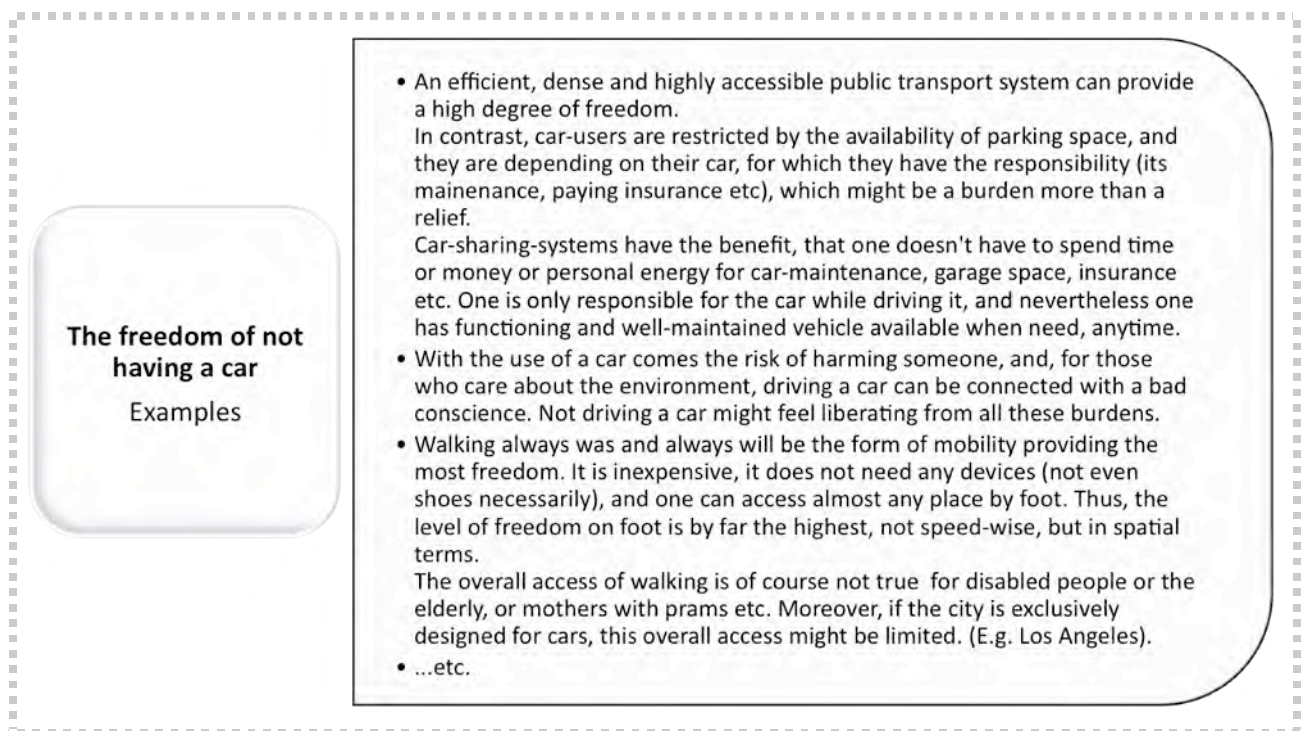 The freedom of not
having a car
Examples
• An efficient, dense and highly accessible public transport system can provide
a high degree of freedom.
In contrast, car-users are restricted by the availability of parking space, and
they are depending on their car, for which they have the responsibility (its
mainenance, paying insurance etc), which might be a burden more than a
relief.
Car-sharing-systems have the benefit, that one doesn't have to spend time
or money or personal energy for car-maintenance, garage space, insurance
etc. One is only responsible for the car while driving it, and nevertheless one
has functioning and well-maintained vehicle available when need, anytime.
• With the use of a car comes the risk of harming someone, and, for those
who care about the environment, driving a car can be connected with a bad
conscience. Not driving a car might feel liberating from all these burdens.
• Walking always was and always will be the form of mobility providing the
most freedom. It is inexpensive, it does not need any devices (not even
shoes necessarily), and one can access almost any place by foot. Thus, the
level of freedom on foot is by far the highest, not speed-wise, but in spatial
terms.
The overall access of walking is of course not true  for disabled people or the
elderly, or mothers with prams etc. Moreover, if the city is exclusively
designed for cars, this overall access might be limited. (E.g. Los Angeles).
• ...etc.